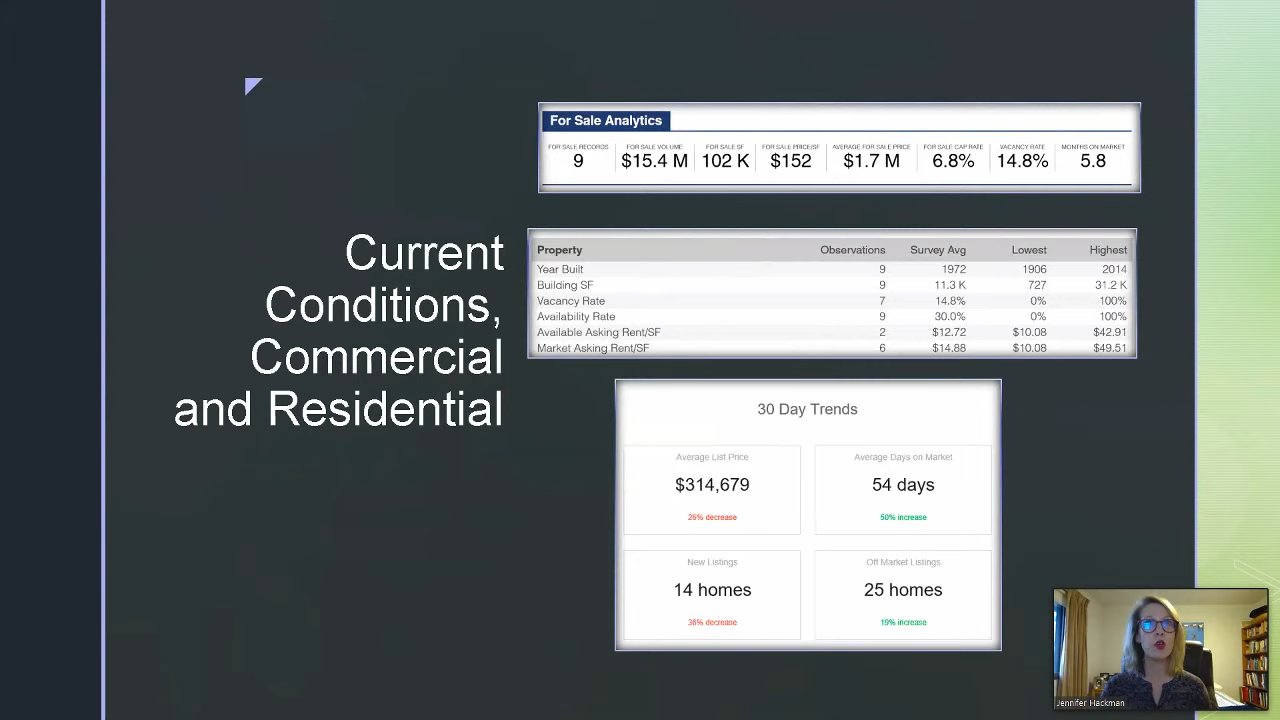 Current
Conditions,
Commercial
and Residential
For Sale Analytics
FOR SALE RECORDS FOR SALE VOLUME FOR SALE SF FOR SALE PRICE/SF AVERAGE FOR SALE PRICE FOR SALE CAP RATE VACANCY RATE MONTHS ON MARKET
9 $15.4 M 102 K $152 $1.7 M 6.8% 14.8% 5.8
Property Observations Survey Avg Lowest Highest
Year Built 9 1972 1906 2014
Building SF 9 11.3 K 727 31.2 K
Vacancy Rate 7 14.8% 0% 100%
Availability Rate 9 30.0% 0% 100%
Available Asking Rent/SF 2 $12.72 $10.08 $42.91
Market Asking Rent/SF 6 $14.88 $10.08 $49.51
30 Day Trends
Average List Price Average Days on Market
$314,679 54 days
26% decrease 50% increase
New Listings Off Market Listings
14 homes 25 homes
36% decrease 19% increase
Jennifer Hackman